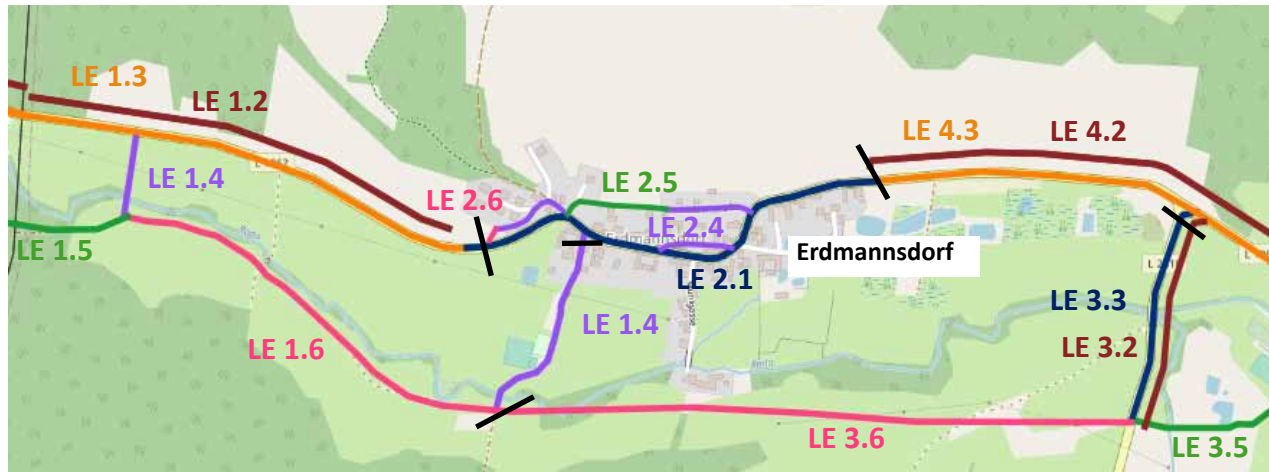 LE 1.3
LE 1.2
LE 1.4
LE 1.5
LE 1.6
LE 2.6
LE 2.5
LE 2.4
Erdmannsdorf
LE 2.1
Erdmannsdorf
LE 1.4
LE 4.3
LE 4.2
LE 3.3
LE 3.2
LE 3.6
LE 3.5